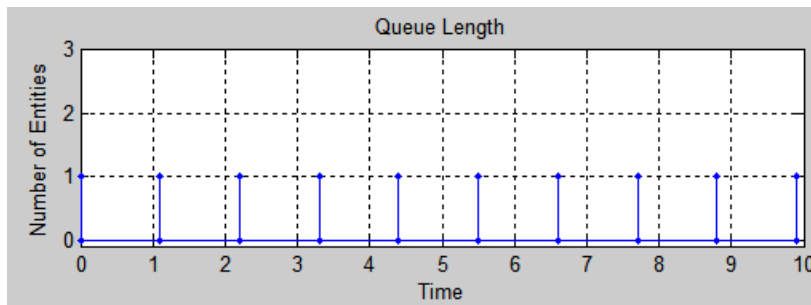 Queue Length
3
2
1
0
Number of Entities
0 1 2 3 4 5 6 7 8 9 10
Time